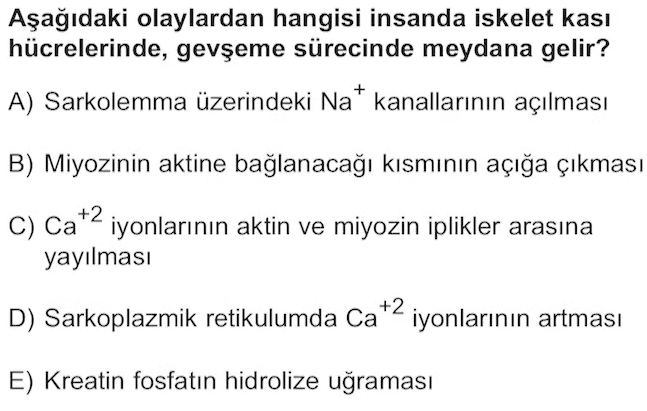 Aşağıdaki olaylardan hangisi insanda iskelet kası
hücrelerinde, gevşeme sürecinde meydana gelir?
A) Sarkolemma üzerindeki Na⁺ kanallarının açılması
B) Miyozinin aktine bağlanacağı kısmının açığa çıkması
C) Ca⁺² iyonlarının aktin ve miyozin iplikler arasına
yayılması
D) Sarkoplazmik retikulumda Ca⁺² iyonlarının artması
E) Kreatin fosfatın hidrolize uğraması